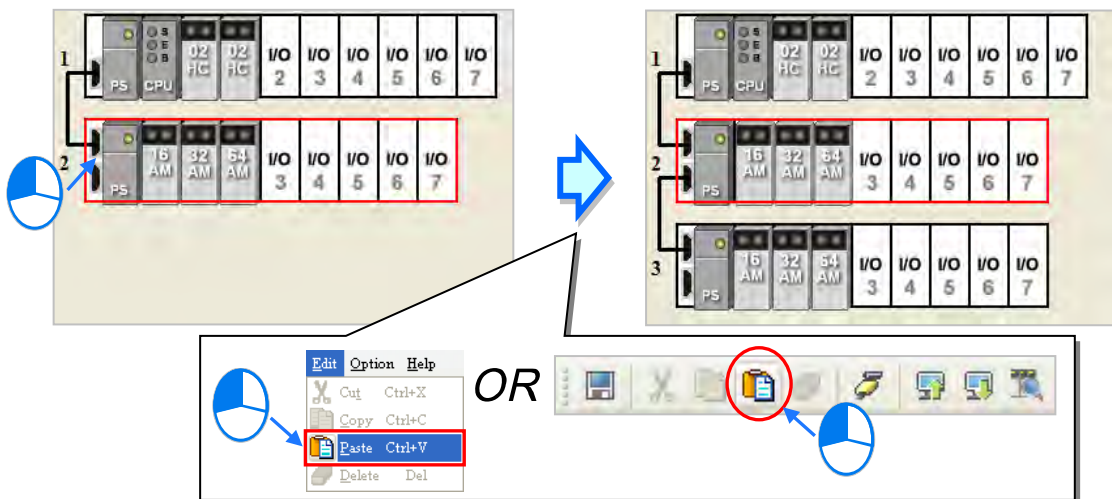 1
PS
CPU
S
E
B
02
HC
02
HC
I/O
2
I/O
3
I/O
4
I/O
5
I/O
6
I/O
7
2
PS
16
AM
32
AM
64
AM
I/O
3
I/O
4
I/O
5
I/O
6
I/O
7
1
PS
CPU
S
E
B
02
HC
02
HC
I/O
2
I/O
3
I/O
4
I/O
5
I/O
6
I/O
7
2
PS
16
AM
32
AM
64
AM
I/O
3
I/O
4
I/O
5
I/O
6
I/O
7
3
PS
16
AM
32
AM
64
AM
I/O
3
I/O
4
I/O
5
I/O
6
I/O
7
Edit Option Help
Cut Ctrl+X
Copy Ctrl+C
Paste Ctrl+V
Delete Del
OR